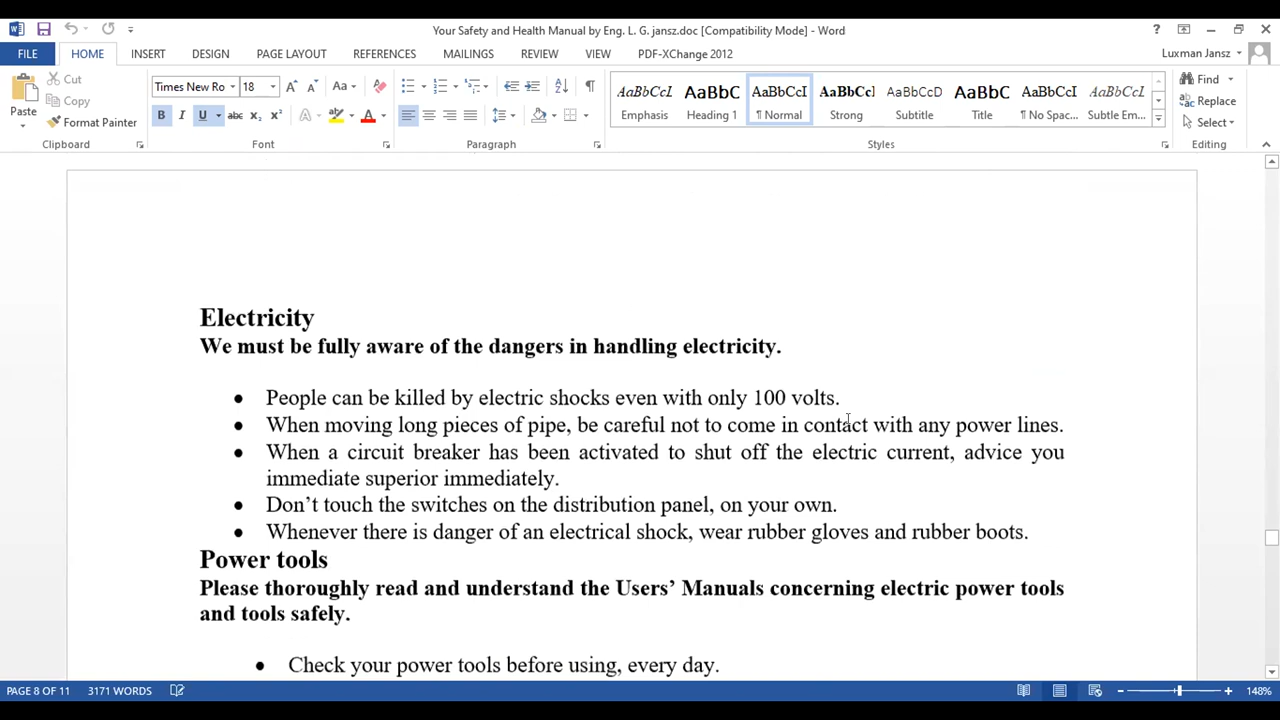 Your Safety and Health Manual by Eng. L. G. jansz.doc [Compatibility Mode] - Word
FILE HOME INSERT DESIGN PAGE LAYOUT REFERENCES MAILINGS REVIEW VIEW PDF-XChange 2012 Luxman Jansz
Paste
Cut
Copy
Format Painter
Clipboard
Times New Ro 18
Font
Paragraph
AaBbCcL AaBbC AaBbCcI AaBbCcI AaBbCcD AaBbC AaBbCcI AaBbCcL
Emphasis Heading 1 ¶ Normal Strong Subtitle Title ¶ No Spac... Subtle Em...
Styles
Find
Replace
Select
Editing
Electricity
We must be fully aware of the dangers in handling electricity.
• People can be killed by electric shocks even with only 100 volts.
• When moving long pieces of pipe, be careful not to come in contact with any power lines.
• When a circuit breaker has been activated to shut off the electric current, advice you
immediate superior immediately.
• Don’t touch the switches on the distribution panel, on your own.
• Whenever there is danger of an electrical shock, wear rubber gloves and rubber boots.
Power tools
Please thoroughly read and understand the Users’ Manuals concerning electric power tools
and tools safely.
• Check your power tools before using, every day.
PAGE 8 OF 11 3171 WORDS 148%